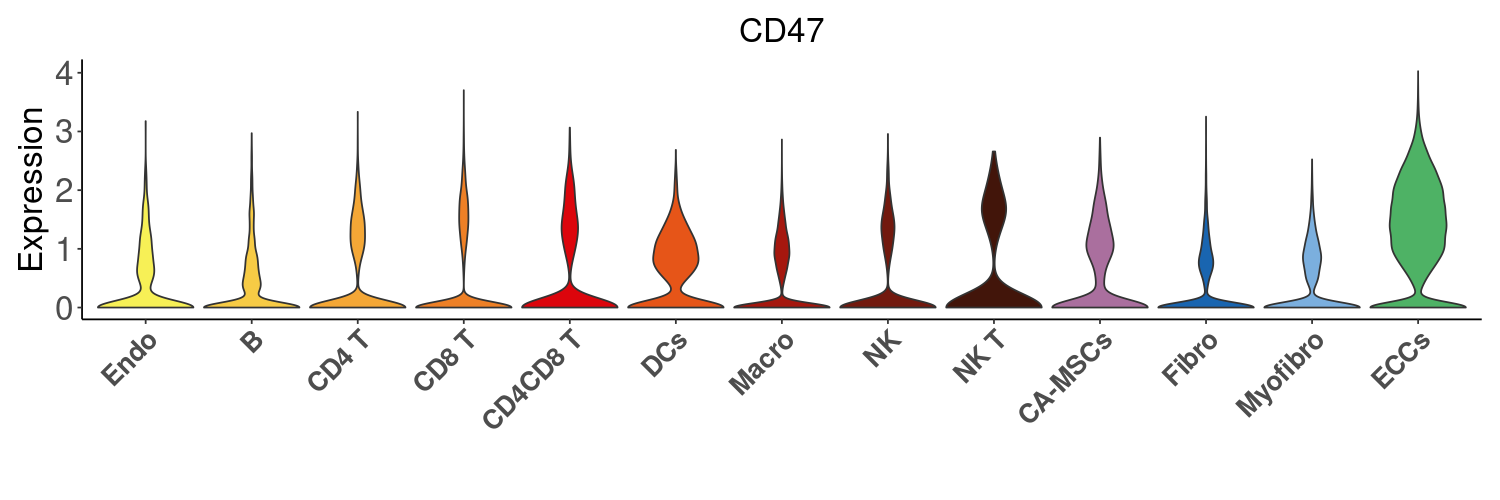 CD47
Expression
4
3
2
1
0
Endo
B
CD4 T
CD8 T
CD4CD8 T
DCs
Macro
NK
NK T
CA-MSCs
Fibro
Myofibro
ECCs